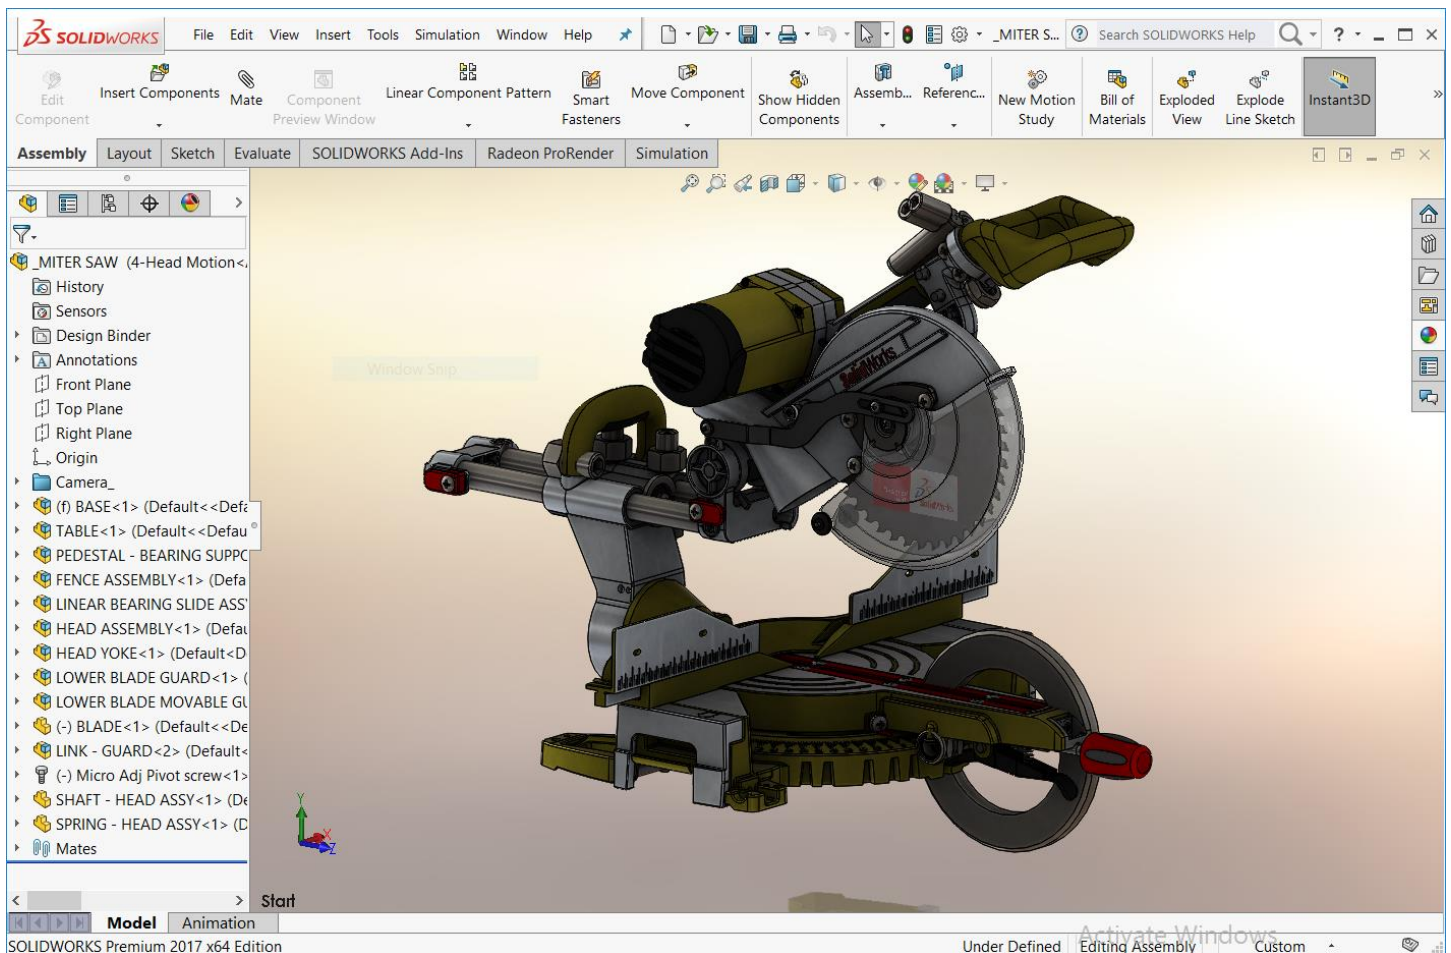 SOLIDWORKS File Edit View Insert Tools Simulation Window Help _MITER S... Search SOLIDWORKS Help
Edit Component
Insert Components
Mate
Component Preview Window
Linear Component Pattern
Smart Fasteners
Move Component
Show Hidden Components
Assemb...
Referenc...
New Motion Study
Bill of Materials
Exploded View
Explode Line Sketch
Instant3D
Assembly Layout Sketch Evaluate SOLIDWORKS Add-Ins Radeon ProRender Simulation
_MITER SAW (4-Head Motion<
History
Sensors
Design Binder
Annotations
Front Plane
Top Plane
Right Plane
Origin
Camera_
(f) BASE<1> (Default<<Defa
TABLE<1> (Default<<Defau
PEDESTAL - BEARING SUPPO
FENCE ASSEMBLY<1> (Defa
LINEAR BEARING SLIDE ASS
HEAD ASSEMBLY<1> (Defau
HEAD YOKE<1> (Default<D
LOWER BLADE GUARD<1> (
LOWER BLADE MOVABLE GU
(-) BLADE<1> (Default<<De
LINK - GUARD<2> (Default<
(-) Micro Adj Pivot screw<1>
SHAFT - HEAD ASSY<1> (De
SPRING - HEAD ASSY<1> (D
Mates
Window Snip
SolidWorks
SolidWorks
Y
X
Z
Start
Model Animation
Activate Windows
SOLIDWORKS Premium 2017 x64 Edition Under Defined Editing Assembly Custom